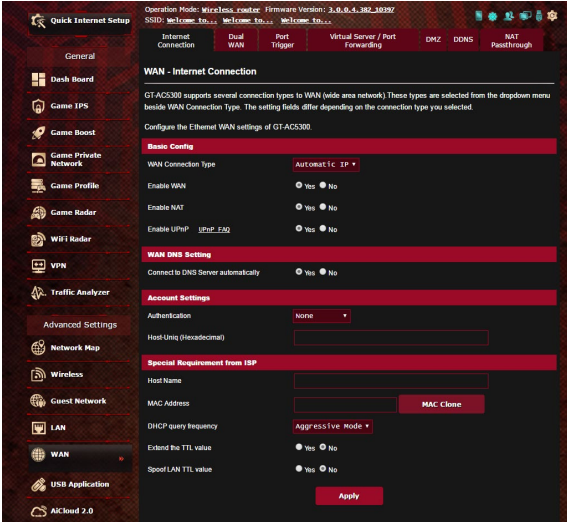 Quick Internet Setup
Operation Mode: Wireless router Firmware Version: 3.0.0.4.382_10397
SSID: Welcome to... Welcome to... Welcome to...
Internet Connection
Dual WAN
Port Trigger
Virtual Server / Port Forwarding
DMZ
DDNS
NAT Passthrough
General
Dash Board
Game IPS
Game Boost
Game Private Network
Game Profile
Game Radar
WiFi Radar
VPN
Traffic Analyzer
Advanced Settings
Network Map
Wireless
Guest Network
LAN
WAN »
USB Application
AiCloud 2.0
WAN - Internet Connection
GT-AC5300 supports several connection types to WAN (wide area network).These types are selected from the dropdown menu
beside WAN Connection Type. The setting fields differ depending on the connection type you selected.
Configure the Ethernet WAN settings of GT-AC5300.
Basic Config
WAN Connection Type Automatic IP
Enable WAN Yes No
Enable NAT Yes No
Enable UPnP UPnP FAQ Yes No
WAN DNS Setting
Connect to DNS Server automatically Yes No
Account Settings
Authentication None
Host-Uniq (Hexadecimal)
Special Requirement from ISP
Host Name
MAC Address MAC Clone
DHCP query frequency Aggressive Mode
Extend the TTL value Yes No
Spoof LAN TTL value Yes No
Apply